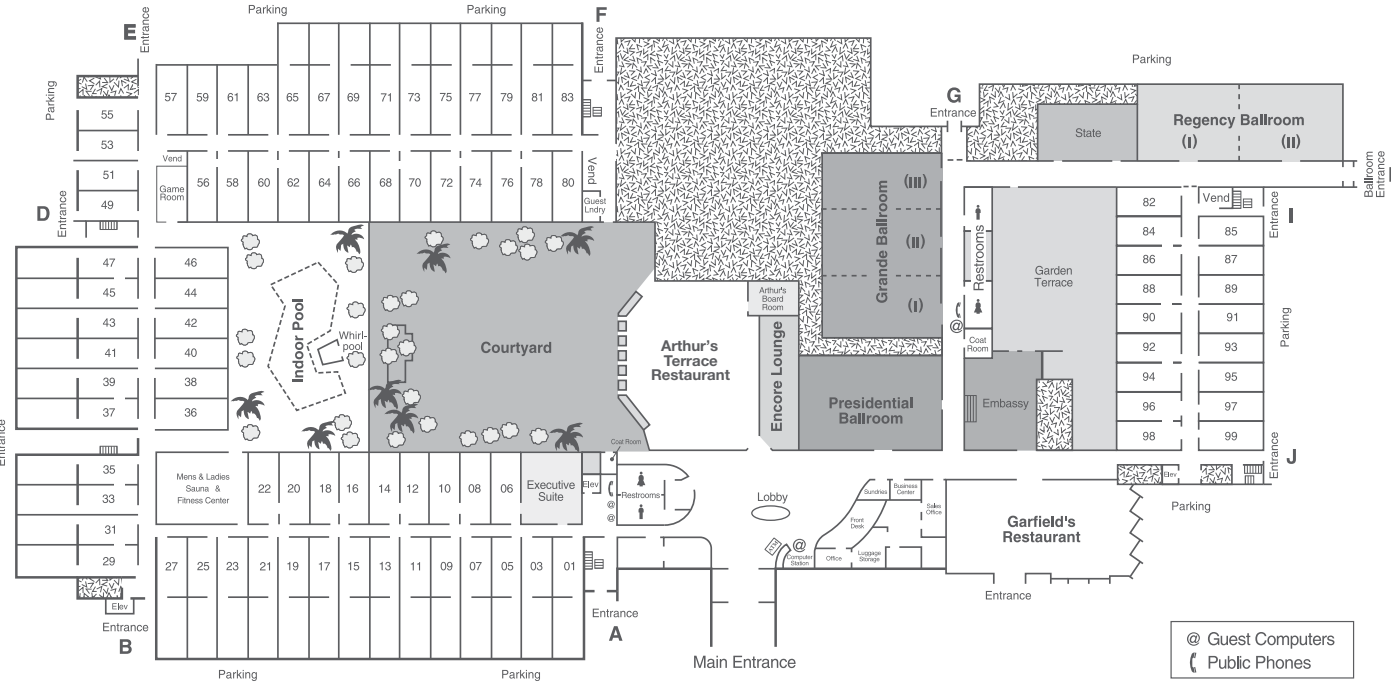 Parking
Parking
E
Entrance
F
Entrance
Parking
G
Entrance
Parking
57
59
61
63
65
67
69
71
73
75
77
79
81
83
State
Regency Ballroom
(I)
(II)
Ballroom
Entrance
55
53
51
49
Vend
Game
Room
56
58
60
62
64
66
68
70
72
74
76
78
80
Vend
Guest
Lndry
D
Entrance
Grande Ballroom
(III)
(II)
(I)
Restrooms
@
Coat
Room
Garden
Terrace
82
84
86
88
90
92
94
96
98
Vend
85
87
89
91
93
95
97
99
Entrance
I
Parking
47
45
43
41
39
37
46
44
42
40
38
36
Indoor Pool
Whirl-
pool
Courtyard
Arthur's
Terrace
Restaurant
Arthur's
Board
Room
Encore Lounge
Presidential
Ballroom
Embassy
Entrance
J
Entrance
Elev
Parking
35
33
31
29
Mens & Ladies
Sauna &
Fitness Center
22
20
18
16
14
12
10
08
06
Executive
Suite
Coat Room
Elev
@
@
Restrooms
Lobby
Sundries
Business
Center
Sales
Office
Front
Desk
ATM
@
Computer
Station
Office
Luggage
Storage
Garfield's
Restaurant
Entrance
27
25
23
21
19
17
15
13
11
09
07
05
03
01
Elev
Entrance
B
Entrance
A
Main Entrance
Parking
Parking
@ Guest Computers
Public Phones